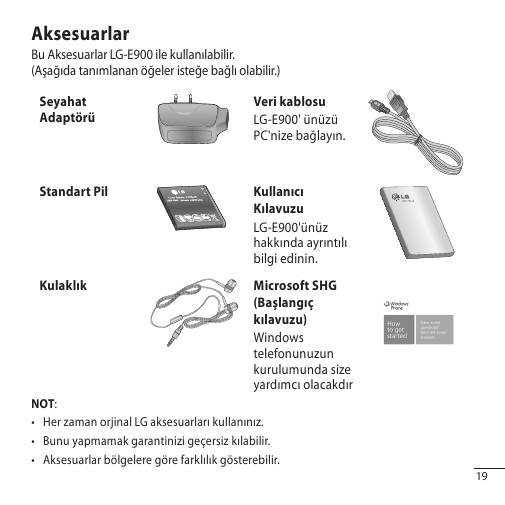 Aksesuarlar
Bu Aksesuarlar LG-E900 ile kullanılabilir.
(Aşağıda tanımlanan öğeler isteğe bağlı olabilir.)
Seyahat
Adaptörü
Veri kablosu
LG-E900' ünüzü
PC'nize bağlayın.
Standart Pil
LG
Kullanıcı
Kılavuzu
LG-E900'ünüz
hakkında ayrıntılı
bilgi edinin.
LG
Kulaklık
Microsoft SHG
(Başlangıç
kılavuzu)
Windows
telefonunuzun
kurulumunda size
yardımcı olacakdır
Windows
Phone
How
to get
started
NOT:
• Her zaman orjinal LG aksesuarları kullanınız.
• Bunu yapmamak garantinizi geçersiz kılabilir.
• Aksesuarlar bölgelere göre farklılık gösterebilir.
19